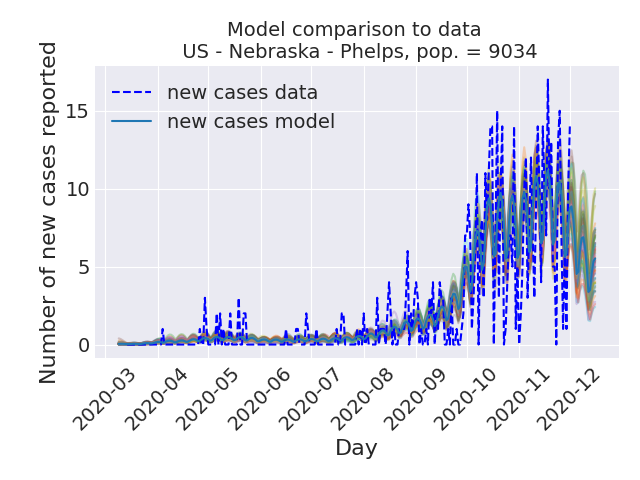 Model comparison to data
US - Nebraska - Phelps, pop. = 9034
new cases data
new cases model
Number of new cases reported
15
10
5
0
2020-03
2020-04
2020-05
2020-06
2020-07
2020-08
2020-09
2020-10
2020-11
2020-12
Day